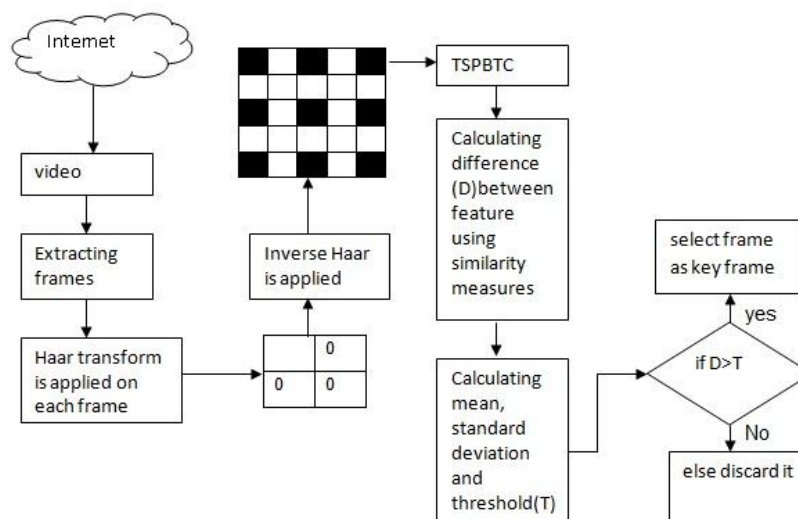 Internet
video
Extracting
frames
Haar transform
is applied on
each frame
0
0 0
Inverse Haar
is applied
TSPBTC
Calculating
difference
(D)between
feature
using
similarity
measures
Calculating
mean,
standard
deviation
and
threshold(T)
if D>T
yes
select frame
as key frame
No
else discard it